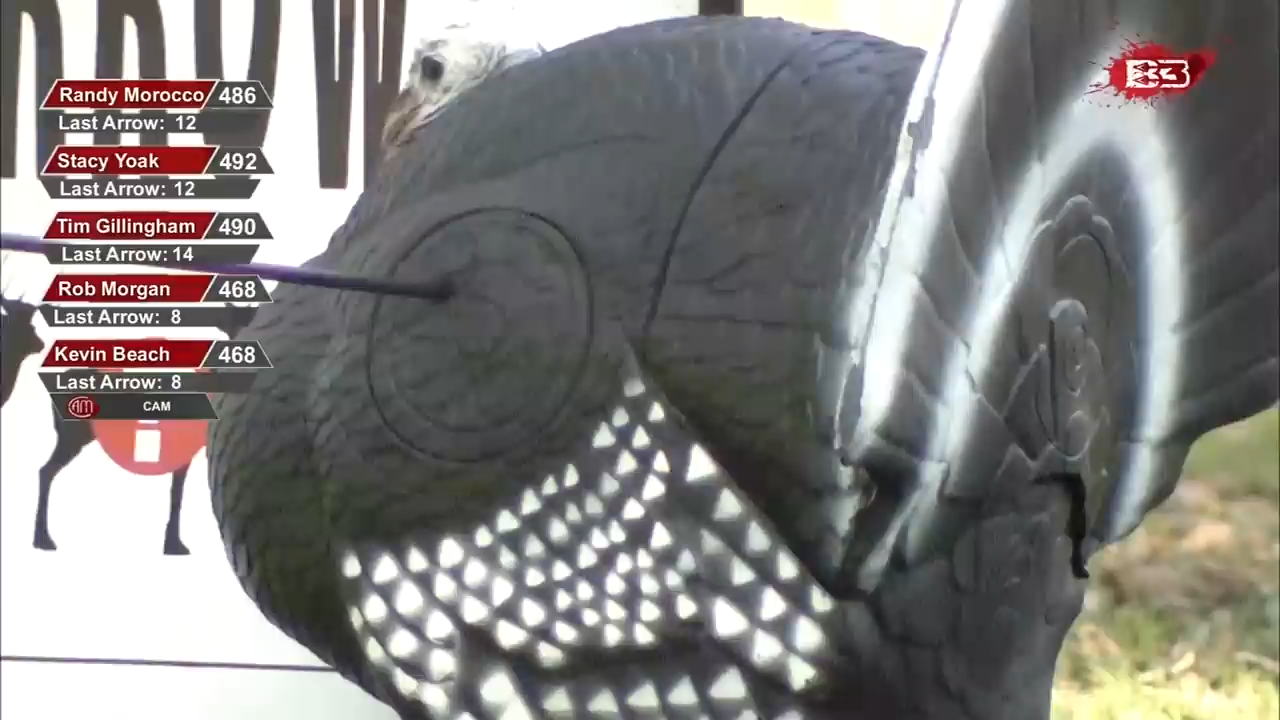 Randy Morocco 486
Last Arrow: 12
Stacy Yoak 492
Last Arrow: 12
Tim Gillingham 490
Last Arrow: 14
Rob Morgan 468
Last Arrow: 8
Kevin Beach 468
Last Arrow: 8
AM CAM
B3